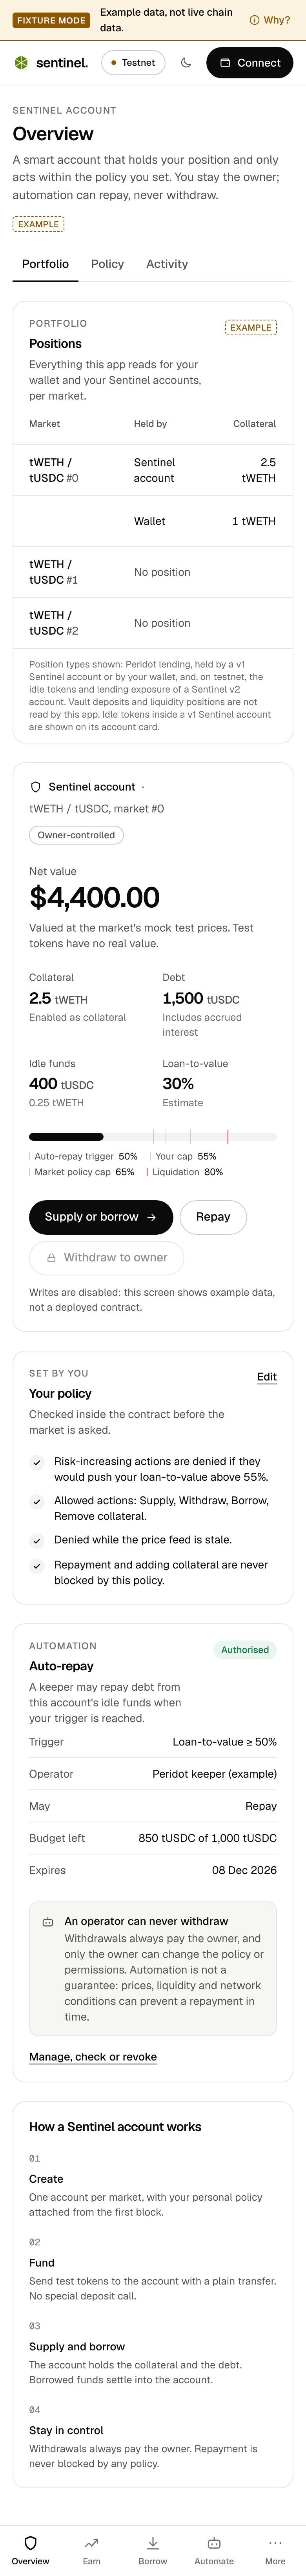 FIXTURE MODE
Example data, not live chain
data.
Why?
sentinel.
Testnet
Connect
SENTINEL ACCOUNT
Overview
A smart account that holds your position and only
acts within the policy you set. You stay the owner;
automation can repay, never withdraw.
EXAMPLE
Portfolio
Policy
Activity
PORTFOLIO
EXAMPLE
Positions
Everything this app reads for your
wallet and your Sentinel accounts,
per market.
Market Held by Collateral
tWETH / Sentinel 2.5
tUSDC #0 account tWETH
Wallet 1 tWETH
tWETH /
tUSDC #1 No position
tWETH /
tUSDC #2 No position
Position types shown: Peridot lending, held by a v1
Sentinel account or by your wallet, and, on testnet, the
idle tokens and lending exposure of a Sentinel v2
account. Vault deposits and liquidity positions are not
read by this app. Idle tokens inside a v1 Sentinel account
are shown on its account card.
Sentinel account ·
tWETH / tUSDC, market #0
Owner-controlled
Net value
$4,400.00
Valued at the market's mock test prices. Test
tokens have no real value.
Collateral Debt
2.5 tWETH 1,500 tUSDC
Enabled as collateral Includes accrued
interest
Idle funds Loan-to-value
400 tUSDC 30%
0.25 tWETH Estimate
Auto-repay trigger 50% Your cap 55%
Market policy cap 65% Liquidation 80%
Supply or borrow →
Repay
Withdraw to owner
Writes are disabled: this screen shows example data,
not a deployed contract.
SET BY YOU
Edit
Your policy
Checked inside the contract before the
market is asked.
Risk-increasing actions are denied if they
would push your loan-to-value above 55%.
Allowed actions: Supply, Withdraw, Borrow,
Remove collateral.
Denied while the price feed is stale.
Repayment and adding collateral are never
blocked by this policy.
AUTOMATION
Authorised
Auto-repay
A keeper may repay debt from
this account's idle funds when
your trigger is reached.
Trigger Loan-to-value ≥ 50%
Operator Peridot keeper (example)
May Repay
Budget left 850 tUSDC of 1,000 tUSDC
Expires 08 Dec 2026
An operator can never withdraw
Withdrawals always pay the owner, and
only the owner can change the policy or
permissions. Automation is not a
guarantee: prices, liquidity and network
conditions can prevent a repayment in
time.
Manage, check or revoke
How a Sentinel account works
01
Create
One account per market, with your personal policy
attached from the first block.
02
Fund
Send test tokens to the account with a plain transfer.
No special deposit call.
03
Supply and borrow
The account holds the collateral and the debt.
Borrowed funds settle into the account.
04
Stay in control
Withdrawals always pay the owner. Repayment is
never blocked by any policy.
Overview Earn Borrow Automate More